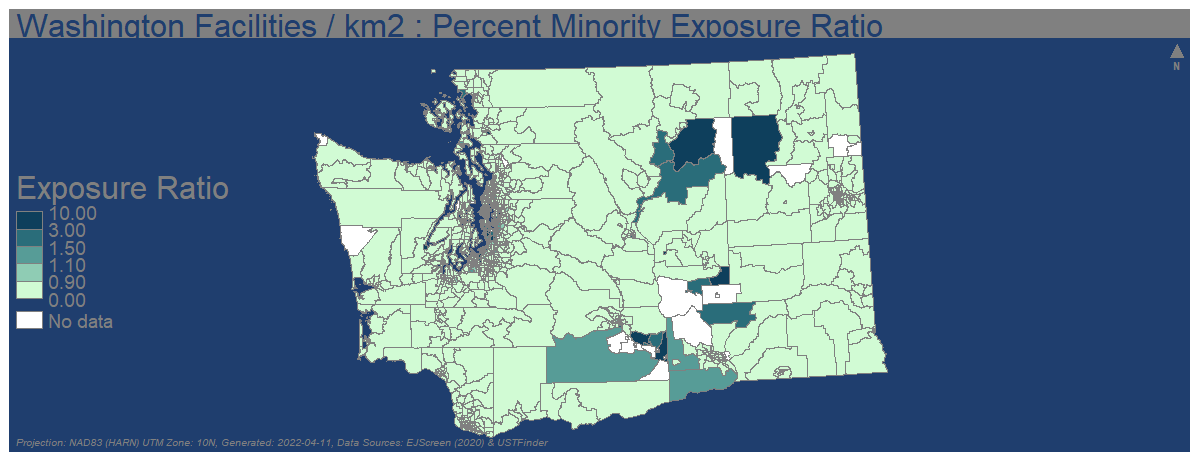 Washington Facilities / km2 : Percent Minority Exposure Ratio
N
Exposure Ratio
10.00
3.00
1.50
1.10
0.90
0.00
No data
Projection: NAD83 (HARN) UTM Zone: 10N, Generated: 2022-04-11, Data Sources: EJScreen (2020) & USTFinder